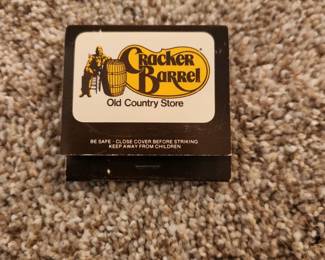 Cracker
Barrel
Old Country Store
BE SAFE - CLOSE COVER BEFORE STRIKING
KEEP AWAY FROM CHILDREN